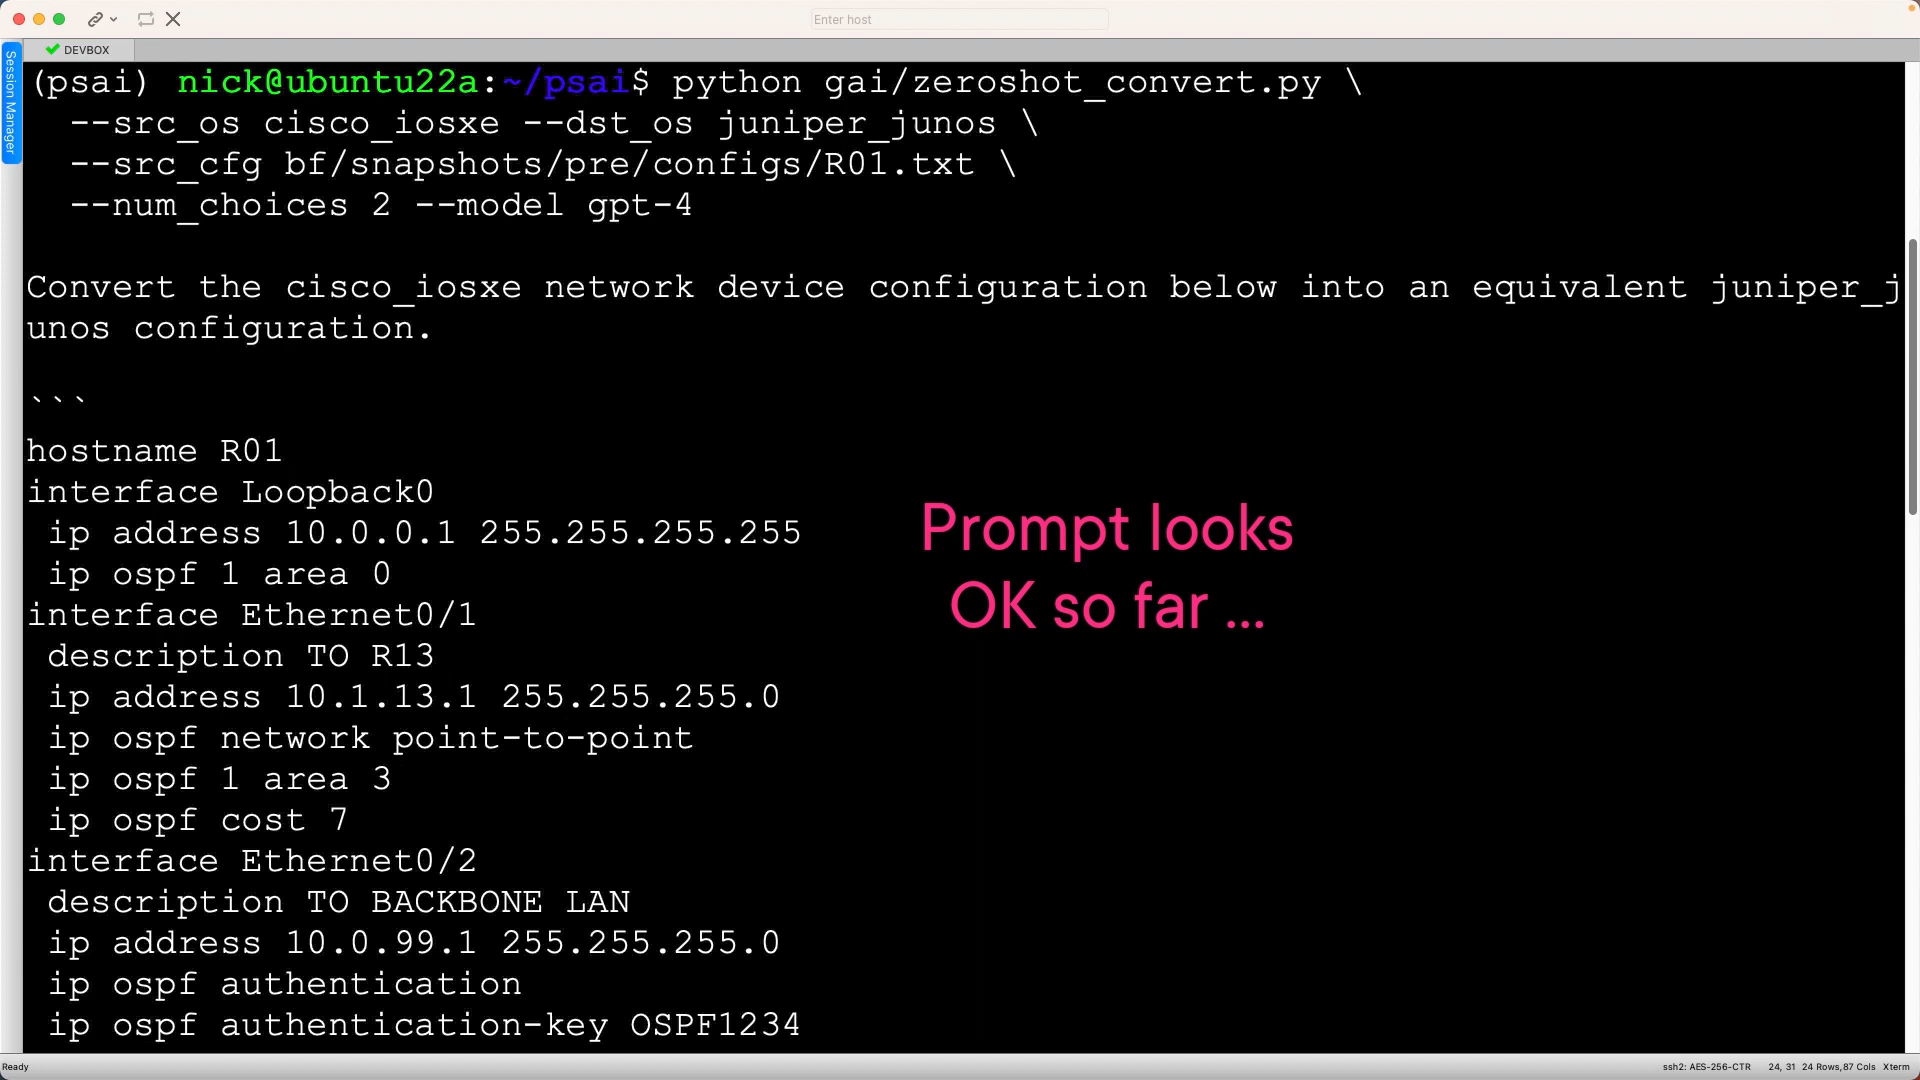 Enter host
DEVBOX
Session Manager
(psai) nick@ubuntu22a:~/psai$ python gai/zeroshot_convert.py \
--src_os cisco_iosxe --dst_os juniper_junos \
--src_cfg bf/snapshots/pre/configs/R01.txt \
--num_choices 2 --model gpt-4
Convert the cisco_iosxe network device configuration below into an equivalent juniper_j
unos configuration.
```
hostname R01
interface Loopback0
ip address 10.0.0.1 255.255.255.255
ip ospf 1 area 0
interface Ethernet0/1
description TO R13
ip address 10.1.13.1 255.255.255.0
ip ospf network point-to-point
ip ospf 1 area 3
ip ospf cost 7
interface Ethernet0/2
description TO BACKBONE LAN
ip address 10.0.99.1 255.255.255.0
ip ospf authentication
ip ospf authentication-key OSPF1234
Prompt looks
OK so far ...
Ready
ssh2: AES-256-CTR 24, 31 24 Rows,87 Cols Xterm